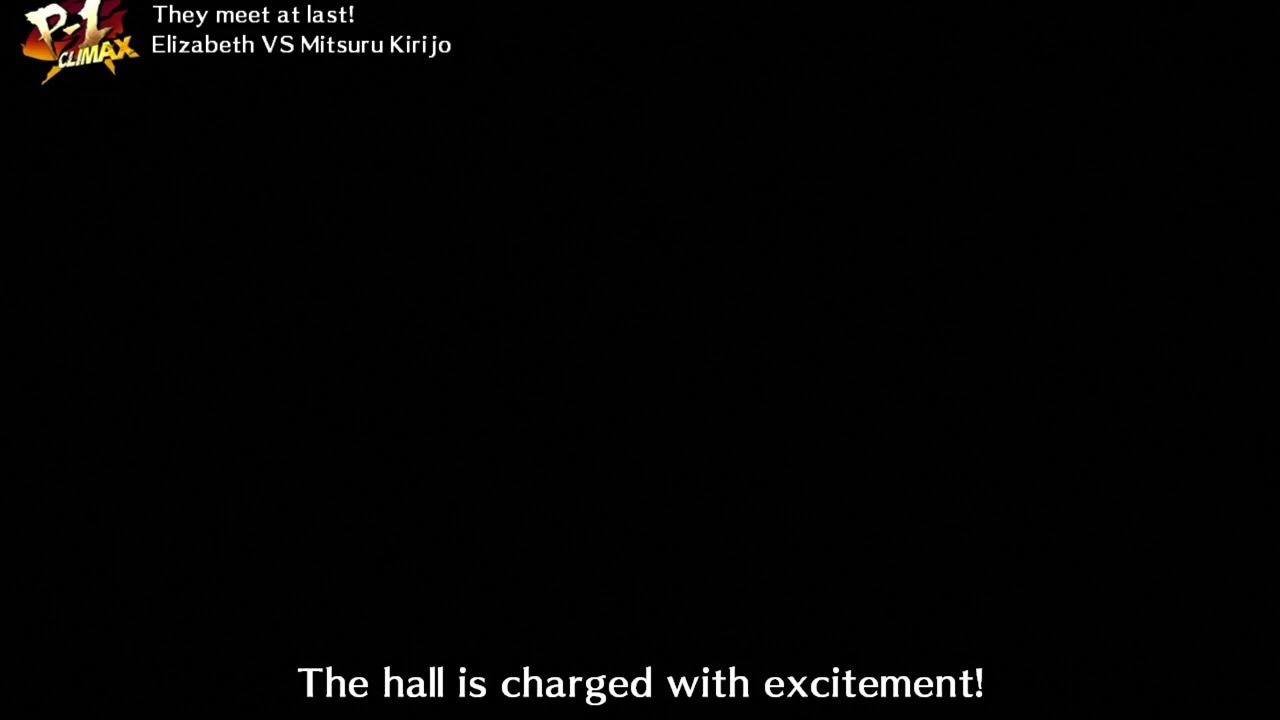 P-1
CLIMAX
They meet at last!
Elizabeth VS Mitsuru Kirijo
The hall is charged with excitement!